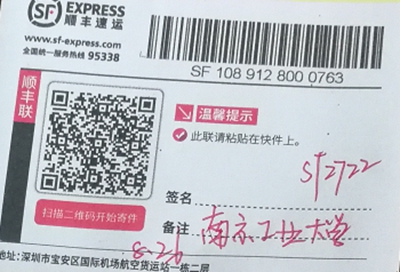 SF EXPRESS
顺丰速运
www.sf-express.com
全国统一服务热线 95338
SF 108 912 800 0763
顺丰联
温馨提示
此联请粘贴在快件上。
Sf2722
签名
扫描二维码开始寄件
备注 南京工业大学
8-26
地址:深圳市宝安区国际机场航空货运站一栋二层